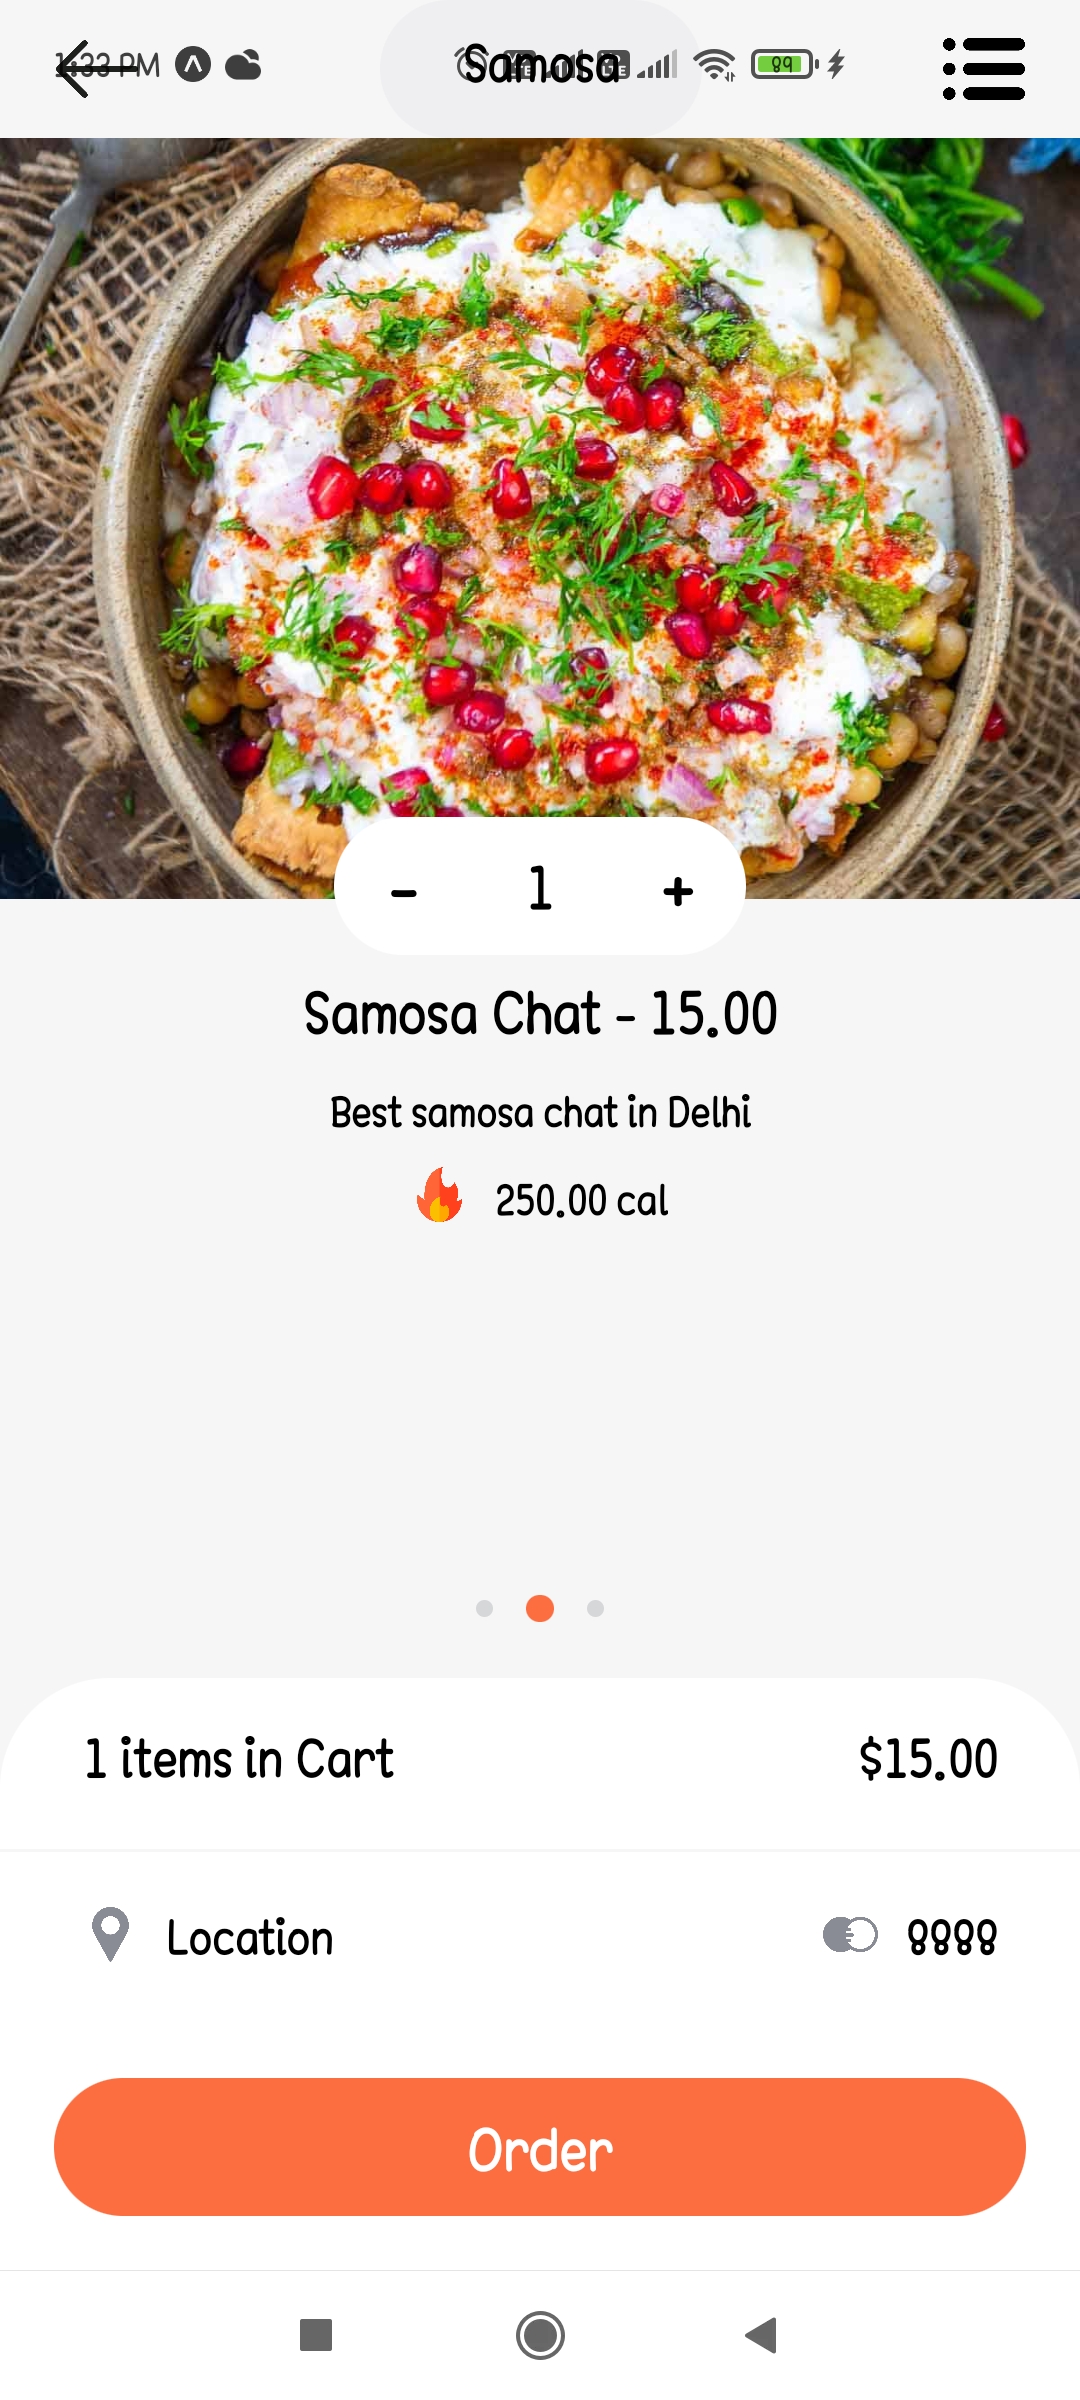 1:33 PM
Samosa
89
- 1 +
Samosa Chat - 15.00
Best samosa chat in Delhi
250.00 cal
1 items in Cart
$15.00
Location
8888
Order